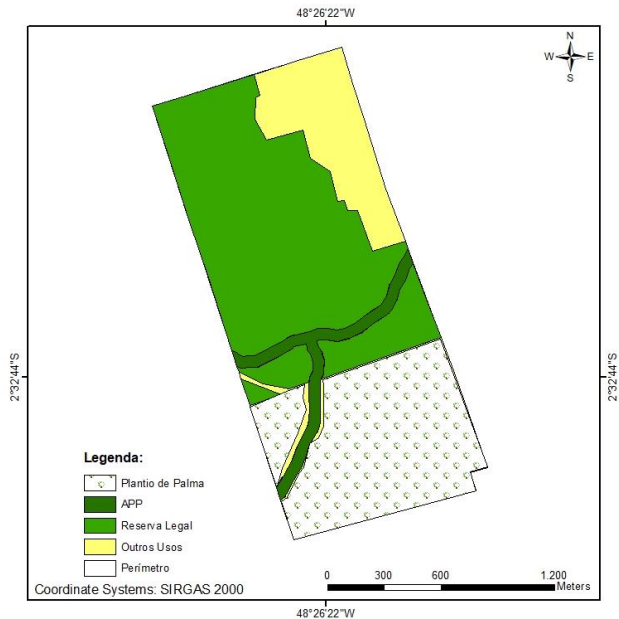 48°26'22"W
N
W E
S
2°32'44"S
2°32'44"S
Legenda:
Plantio de Palma
APP
Reserva Legal
Outros Usos
Perímetro
Coordinate Systems: SIRGAS 2000
0 300 600 1.200
Meters
48°26'22"W